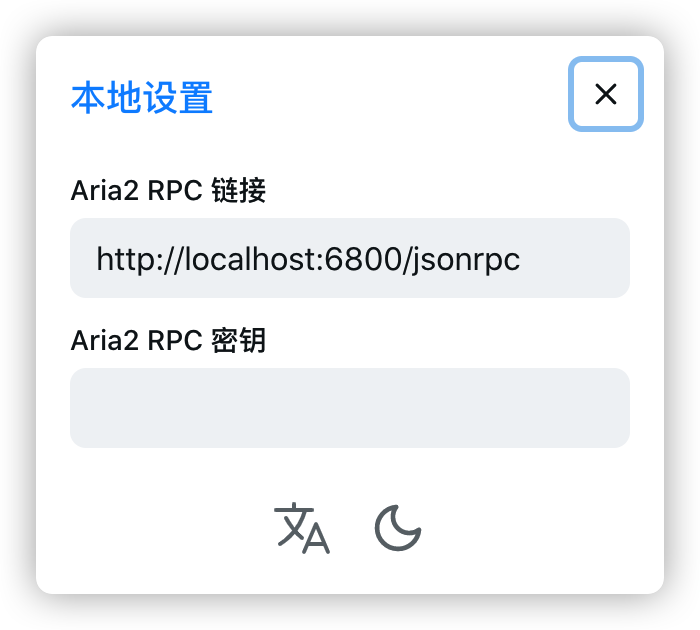 本地设置
Aria2 RPC 链接
http://localhost:6800/jsonrpc
Aria2 RPC 密钥